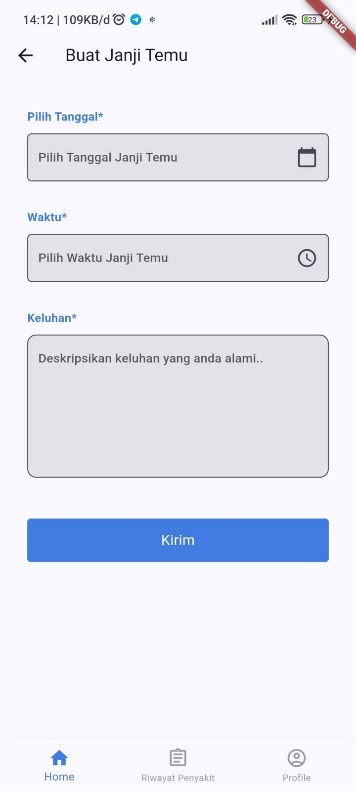 14:12 | 109KB/d
23
DEBUG
Buat Janji Temu
Pilih Tanggal*
Pilih Tanggal Janji Temu
Waktu*
Pilih Waktu Janji Temu
Keluhan*
Deskripsikan keluhan yang anda alami..
Kirim
Home
Riwayat Penyakit
Profile